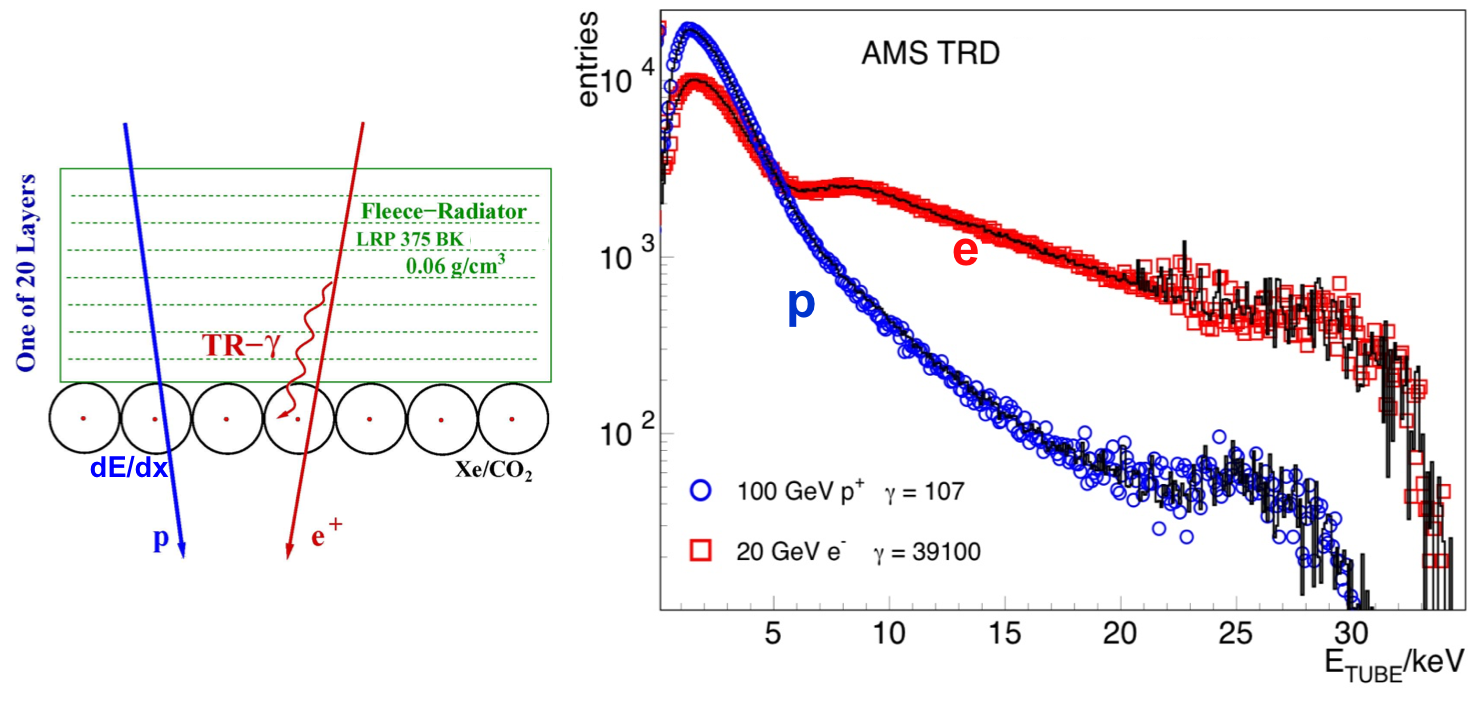 One of 20 Layers
Fleece−Radiator
LRP 375 BK
0.06 g/cm³
TR−γ
dE/dx
Xe/CO₂
p
e⁺
entries
AMS TRD
10⁴
10³
10²
e
p
100 GeV p⁺ γ = 107
20 GeV e⁻ γ = 39100
5 10 15 20 25 30
E_TUBE/keV